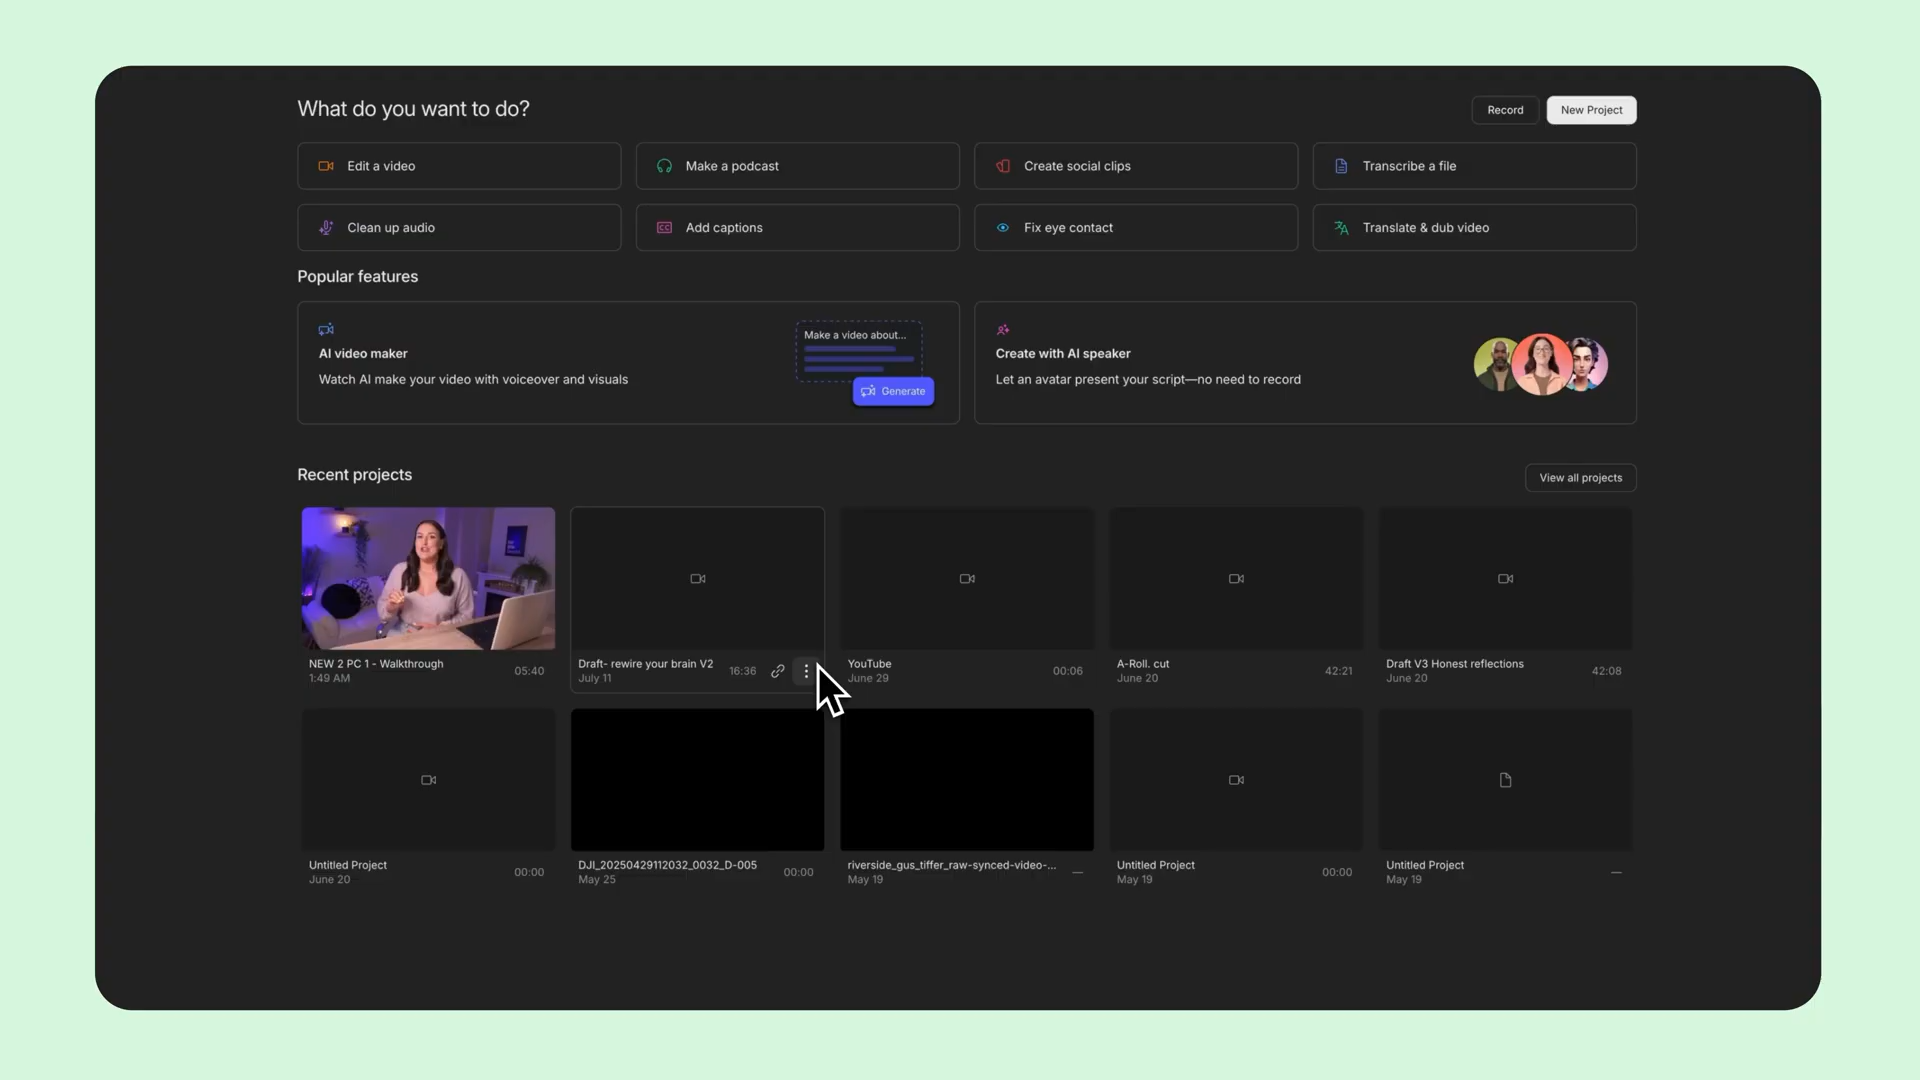 What do you want to do?
Record
New Project
Edit a video
Make a podcast
Create social clips
Transcribe a file
Clean up audio
CC
Add captions
Fix eye contact
Translate & dub video
Popular features
AI video maker
Watch AI make your video with voiceover and visuals
Make a video about...
Generate
Create with AI speaker
Let an avatar present your script—no need to record
Recent projects
View all projects
NEW 2 PC 1 - Walkthrough
1:49 AM
05:40
Draft- rewire your brain V2
July 11
16:36
YouTube
June 29
00:06
A-Roll. cut
June 20
42:21
Draft V3 Honest reflections
June 20
42:08
Untitled Project
June 20
00:00
DJI_20250429112032_0032_D-005
May 25
00:00
riverside_gus_tiffer_raw-synced-video-...
May 19
—
Untitled Project
May 19
00:00
Untitled Project
May 19
—